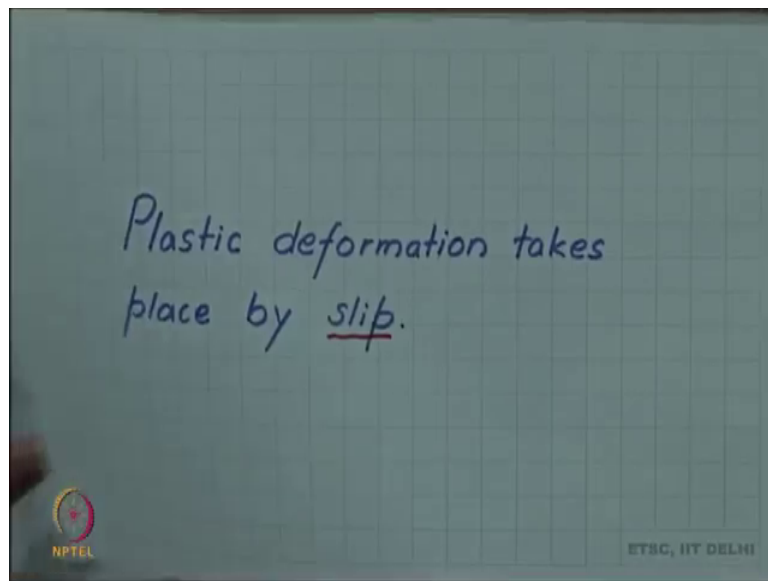 Plastic deformation takes
place by slip.
NPTEL
ETSC, IIT DELHI